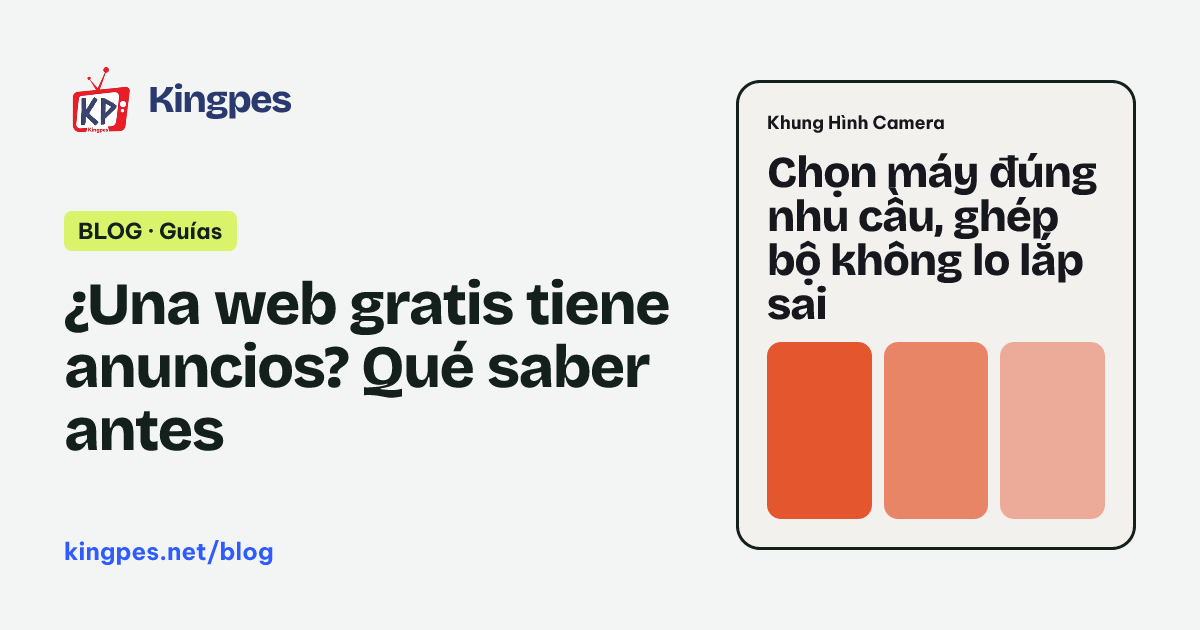 KP
Kingpes
Kingpes
BLOG · Guías
¿Una web gratis tiene
anuncios? Qué saber
antes
kingpes.net/blog
Khung Hình Camera
Chọn máy đúng
nhu cầu, ghép
bộ không lo lắp
sai